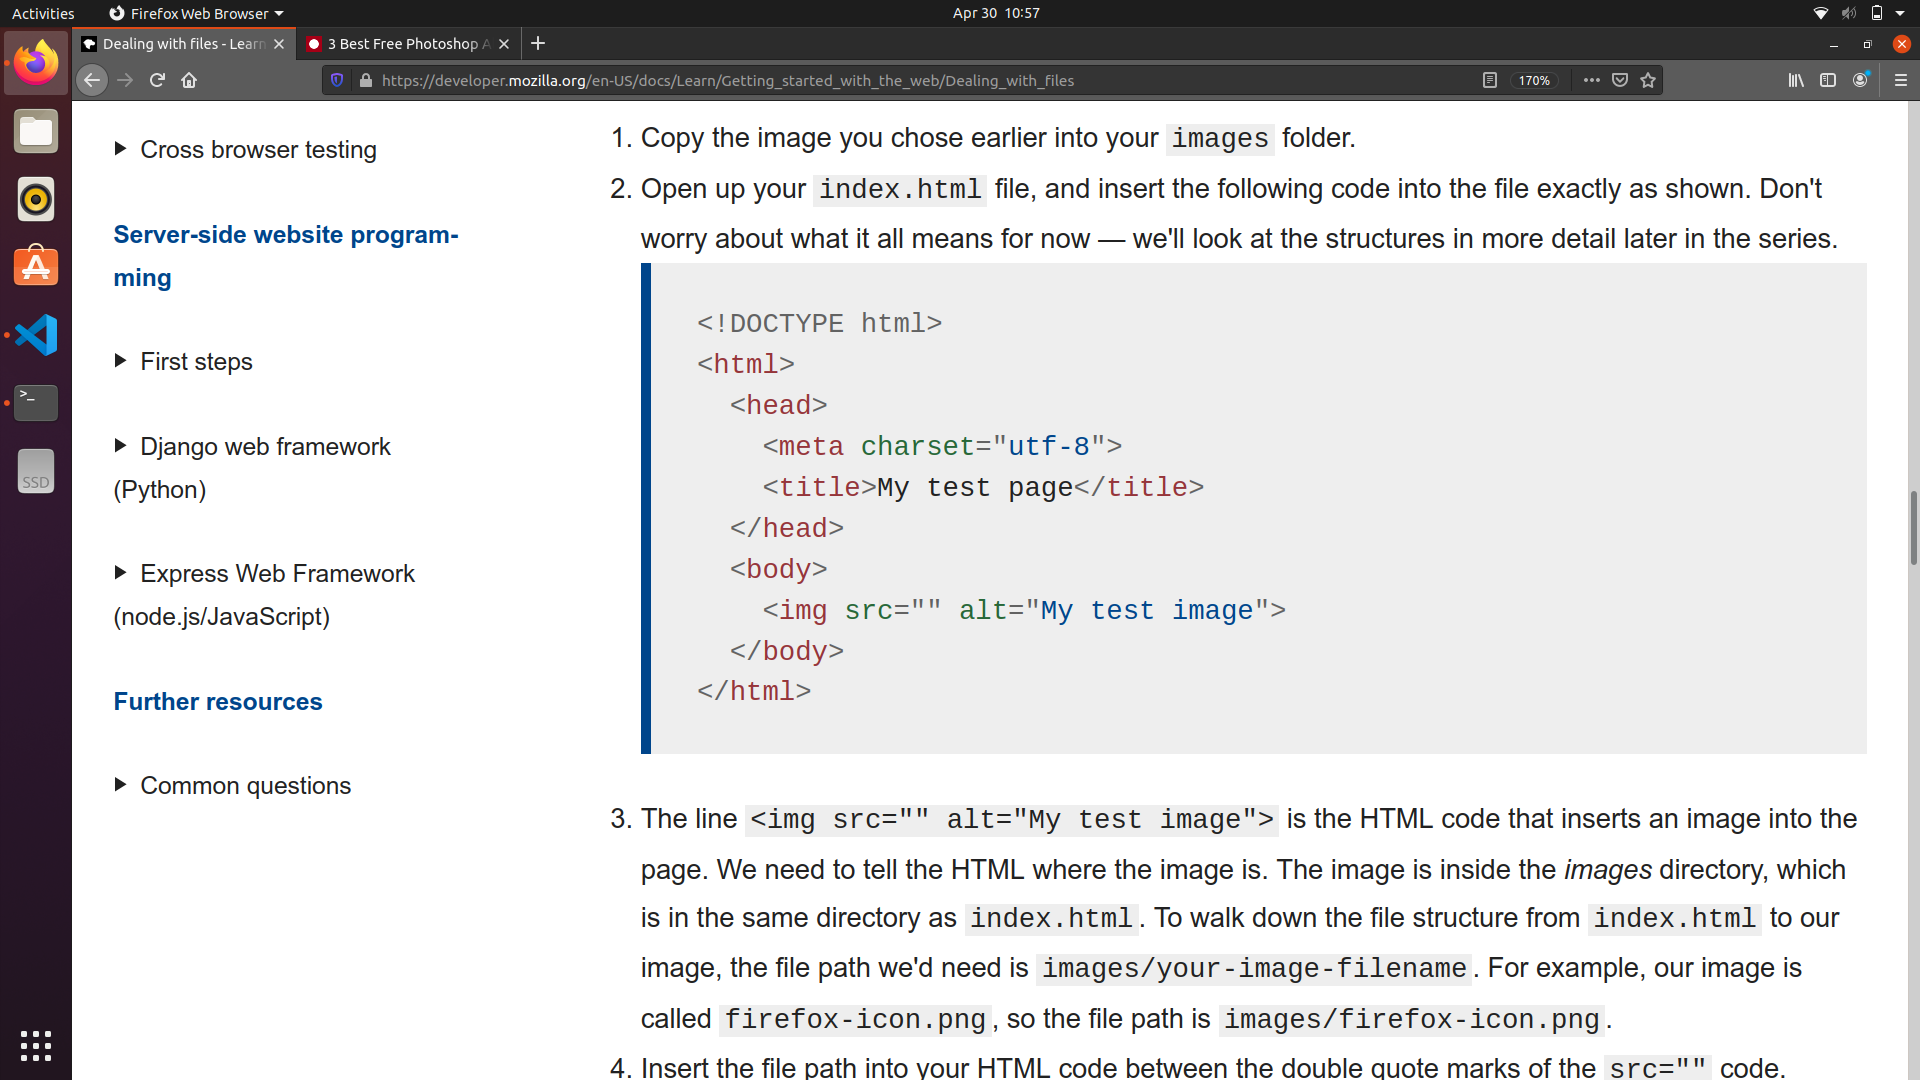 Activities
Firefox Web Browser
Apr 30 10:57
Dealing with files - Learn
3 Best Free Photoshop A
https://developer.mozilla.org/en-US/docs/Learn/Getting_started_with_the_web/Dealing_with_files
170%
Cross browser testing
Server-side website program-
ming
First steps
Django web framework
(Python)
Express Web Framework
(node.js/JavaScript)
Further resources
Common questions
SSD
1. Copy the image you chose earlier into your images folder.
2. Open up your index.html file, and insert the following code into the file exactly as shown. Don't
worry about what it all means for now — we'll look at the structures in more detail later in the series.
<!DOCTYPE html>
<html>
<head>
<meta charset="utf-8">
<title>My test page</title>
</head>
<body>
<img src="" alt="My test image">
</body>
</html>
3. The line <img src="" alt="My test image"> is the HTML code that inserts an image into the
page. We need to tell the HTML where the image is. The image is inside the images directory, which
is in the same directory as index.html. To walk down the file structure from index.html to our
image, the file path we'd need is images/your-image-filename. For example, our image is
called firefox-icon.png, so the file path is images/firefox-icon.png.
4. Insert the file path into your HTML code between the double quote marks of the src="" code.